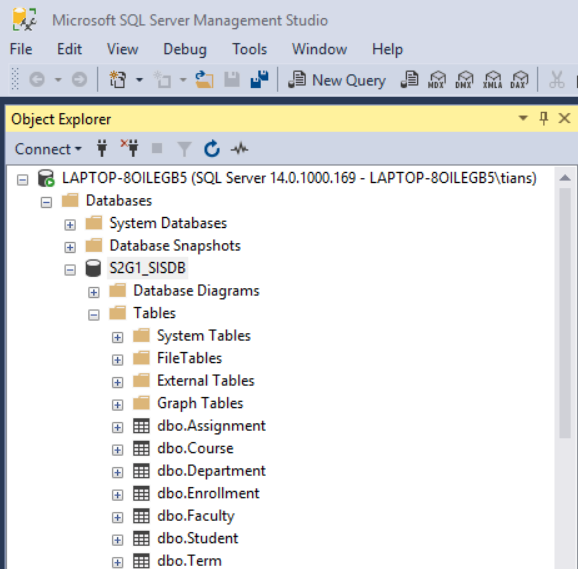 Microsoft SQL Server Management Studio
File Edit View Debug Tools Window Help
New Query MDX DMX XMLA DAX
Object Explorer
Connect
LAPTOP-8OILEGB5 (SQL Server 14.0.1000.169 - LAPTOP-8OILEGB5\tians)
Databases
System Databases
Database Snapshots
S2G1_SISDB
Database Diagrams
Tables
System Tables
FileTables
External Tables
Graph Tables
dbo.Assignment
dbo.Course
dbo.Department
dbo.Enrollment
dbo.Faculty
dbo.Student
dbo.Term